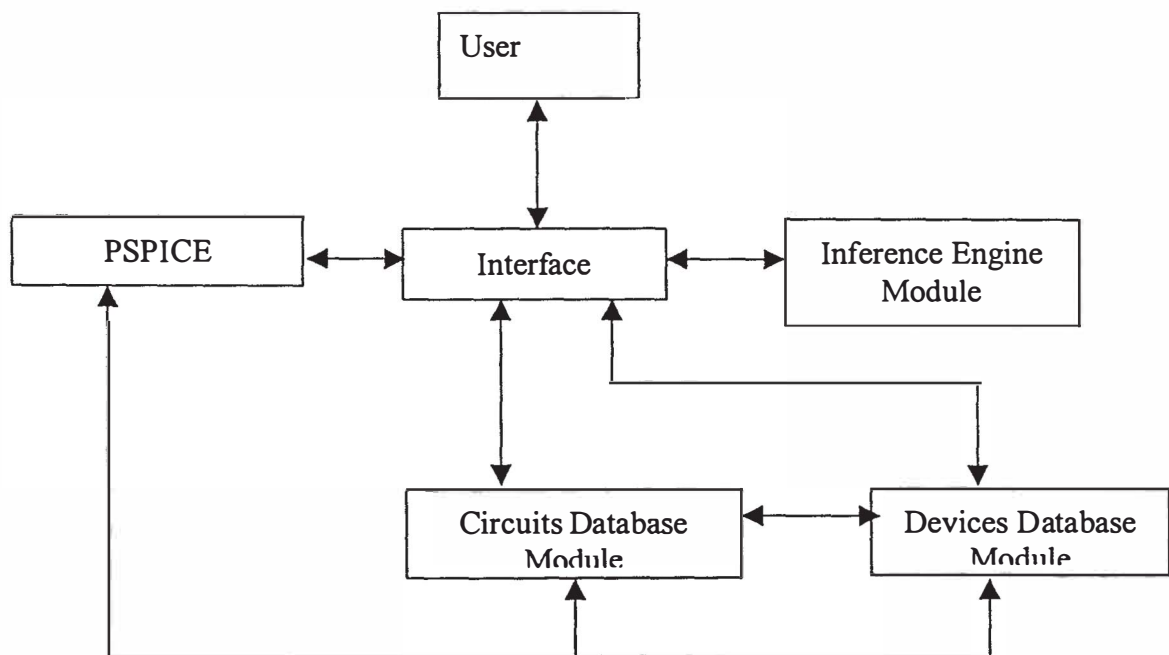 User
PSPICE
Interface
Inference Engine
Module
Circuits Database
Module
Devices Database
Module